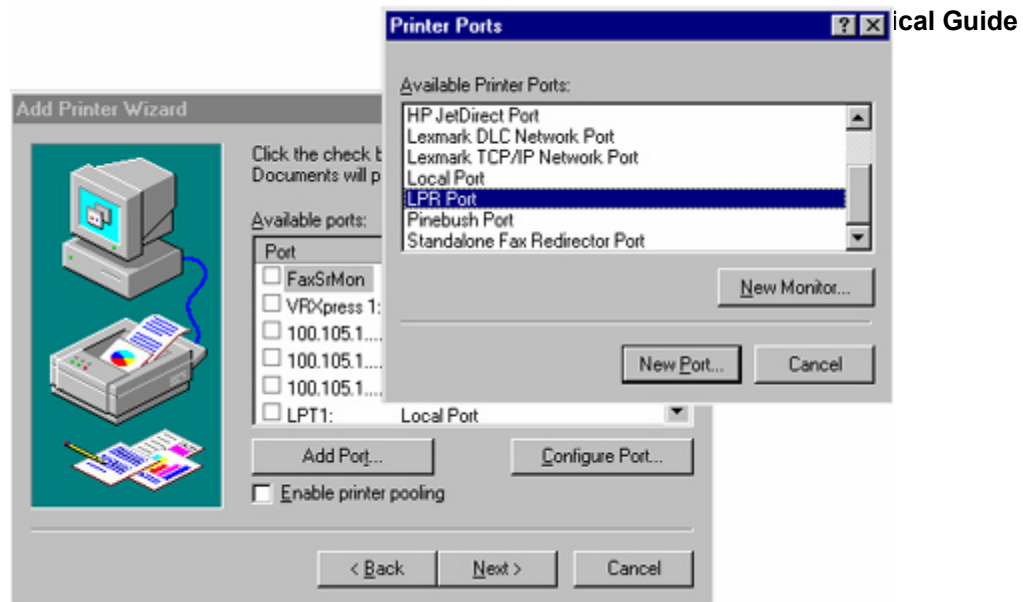 ical Guide
Printer Ports
Available Printer Ports:
HP JetDirect Port
Lexmark DLC Network Port
Lexmark TCP/IP Network Port
Local Port
LPR Port
Pinebush Port
Standalone Fax Redirector Port
New Monitor...
New Port...
Cancel
Add Printer Wizard
Click the check b
Documents will p
Available ports:
Port
FaxSrMon
VRXpress 1:
100.105.1....
100.105.1....
100.105.1....
LPT1: Local Port
Add Port...
Configure Port...
Enable printer pooling
< Back
Next >
Cancel